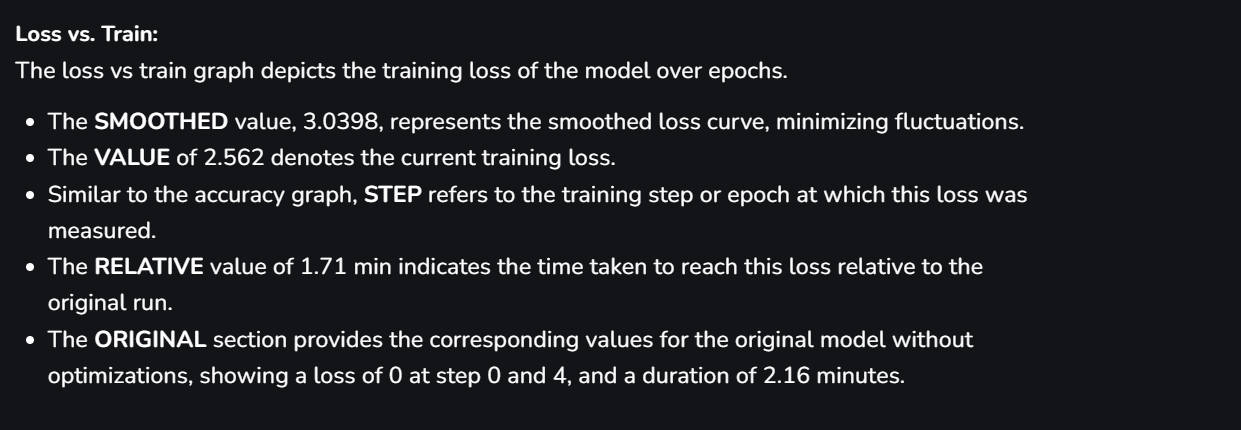 Loss vs. Train:
The loss vs train graph depicts the training loss of the model over epochs.
• The SMOOTHED value, 3.0398, represents the smoothed loss curve, minimizing fluctuations.
• The VALUE of 2.562 denotes the current training loss.
• Similar to the accuracy graph, STEP refers to the training step or epoch at which this loss was
measured.
• The RELATIVE value of 1.71 min indicates the time taken to reach this loss relative to the
original run.
• The ORIGINAL section provides the corresponding values for the original model without
optimizations, showing a loss of 0 at step 0 and 4, and a duration of 2.16 minutes.